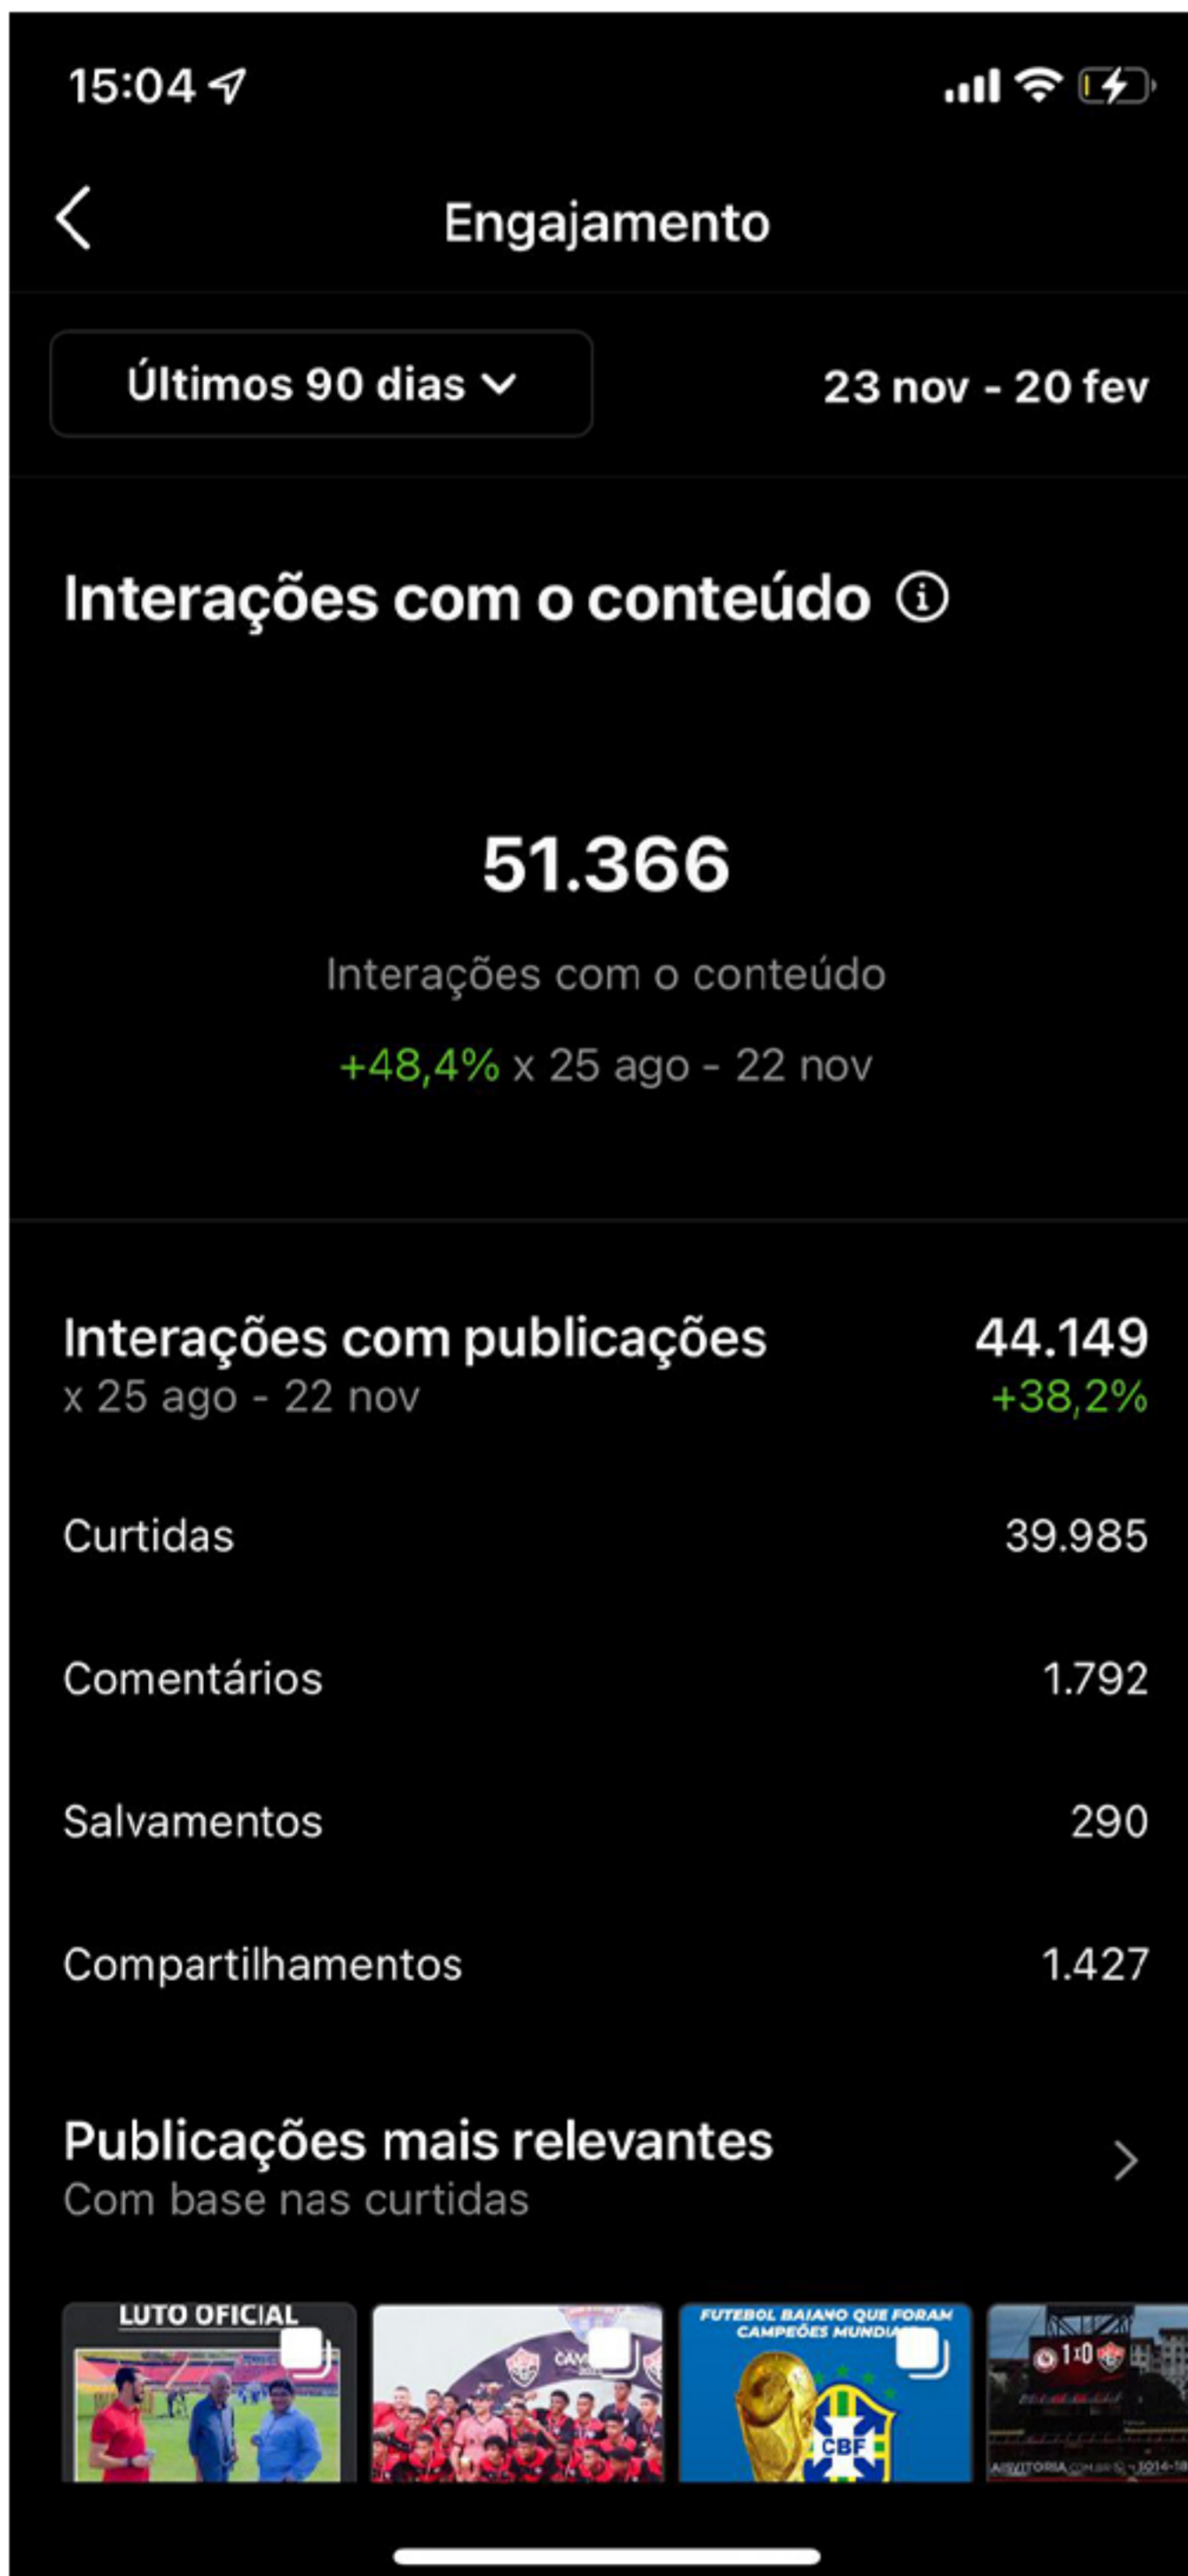 15:04
Engajamento
Últimos 90 dias
23 nov - 20 fev
Interações com o conteúdo
51.366
Interações com o conteúdo
+48,4% x 25 ago - 22 nov
Interações com publicações 44.149
x 25 ago - 22 nov +38,2%
Curtidas 39.985
Comentários 1.792
Salvamentos 290
Compartilhamentos 1.427
Publicações mais relevantes
Com base nas curtidas
LUTO OFICIAL
FUTEBOL BAIANO QUE FORAM
CAMPEÕES
CBF
1x0